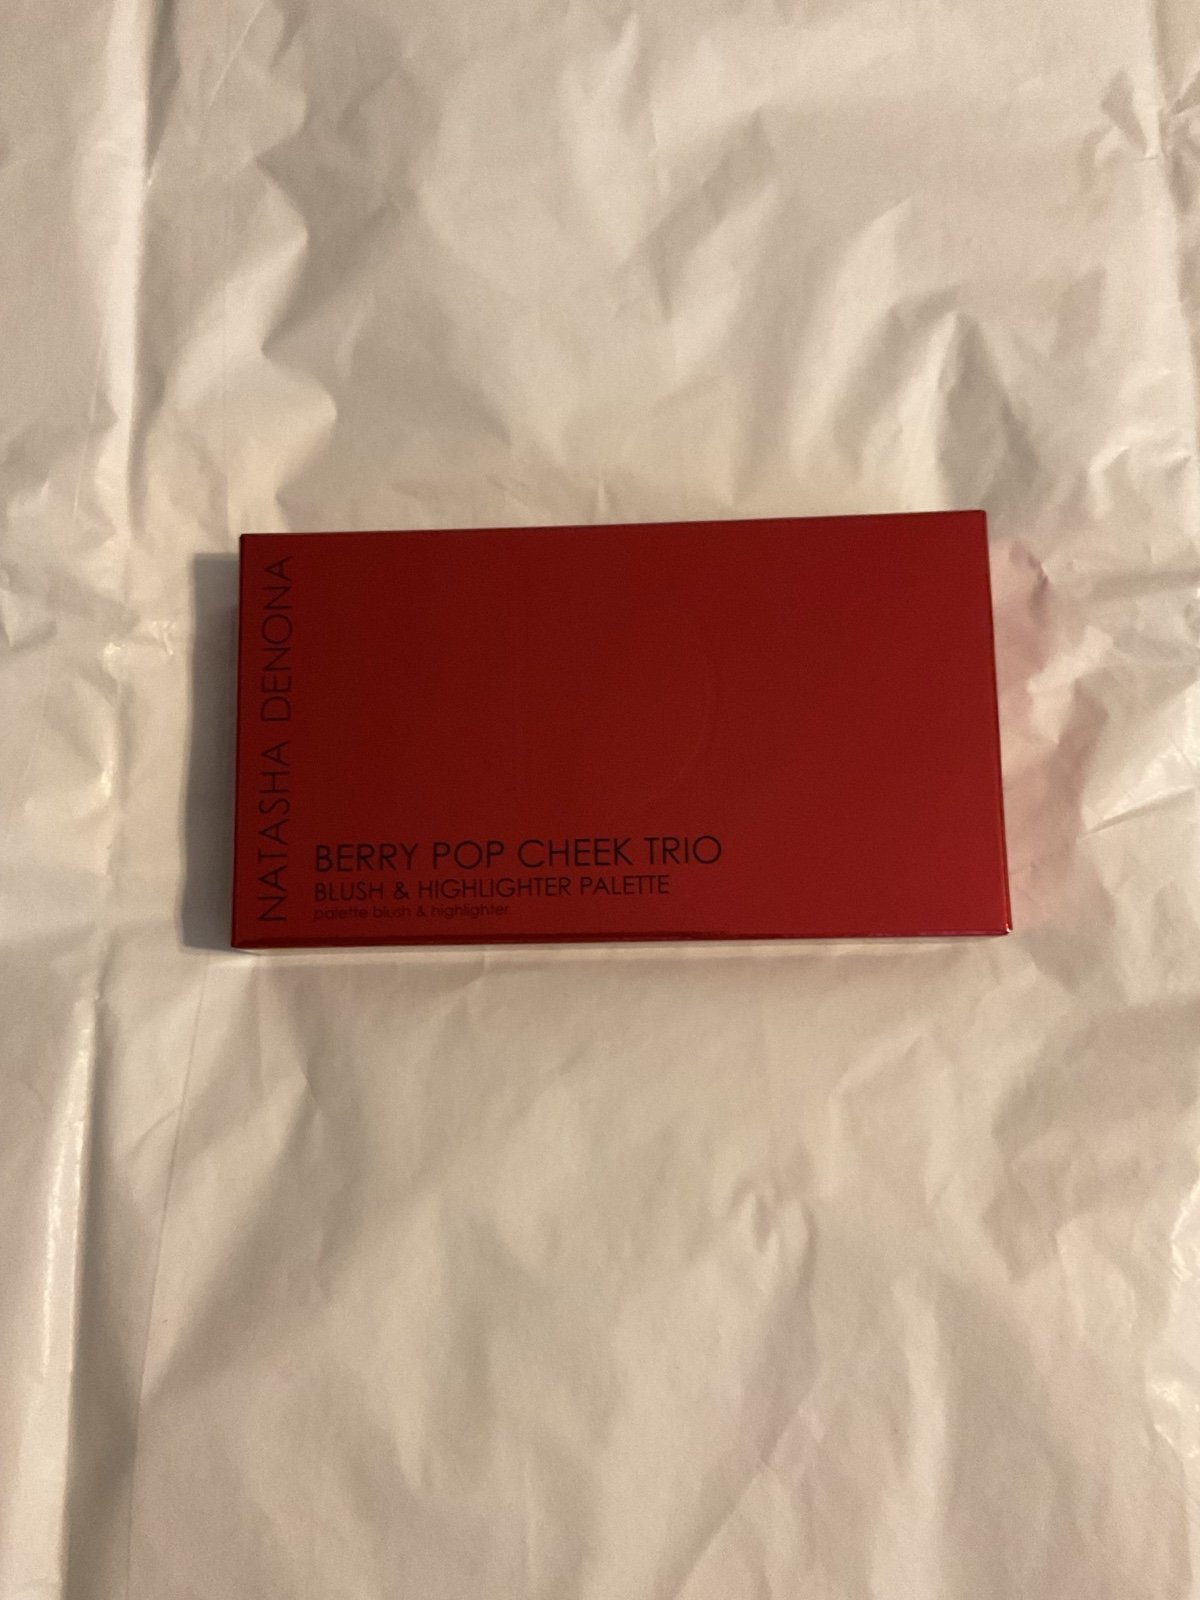 NATASHA DENONA
BERRY POP CHEEK TRIO
BLUSH & HIGHLIGHTER PALETTE
palette blush & highlighter